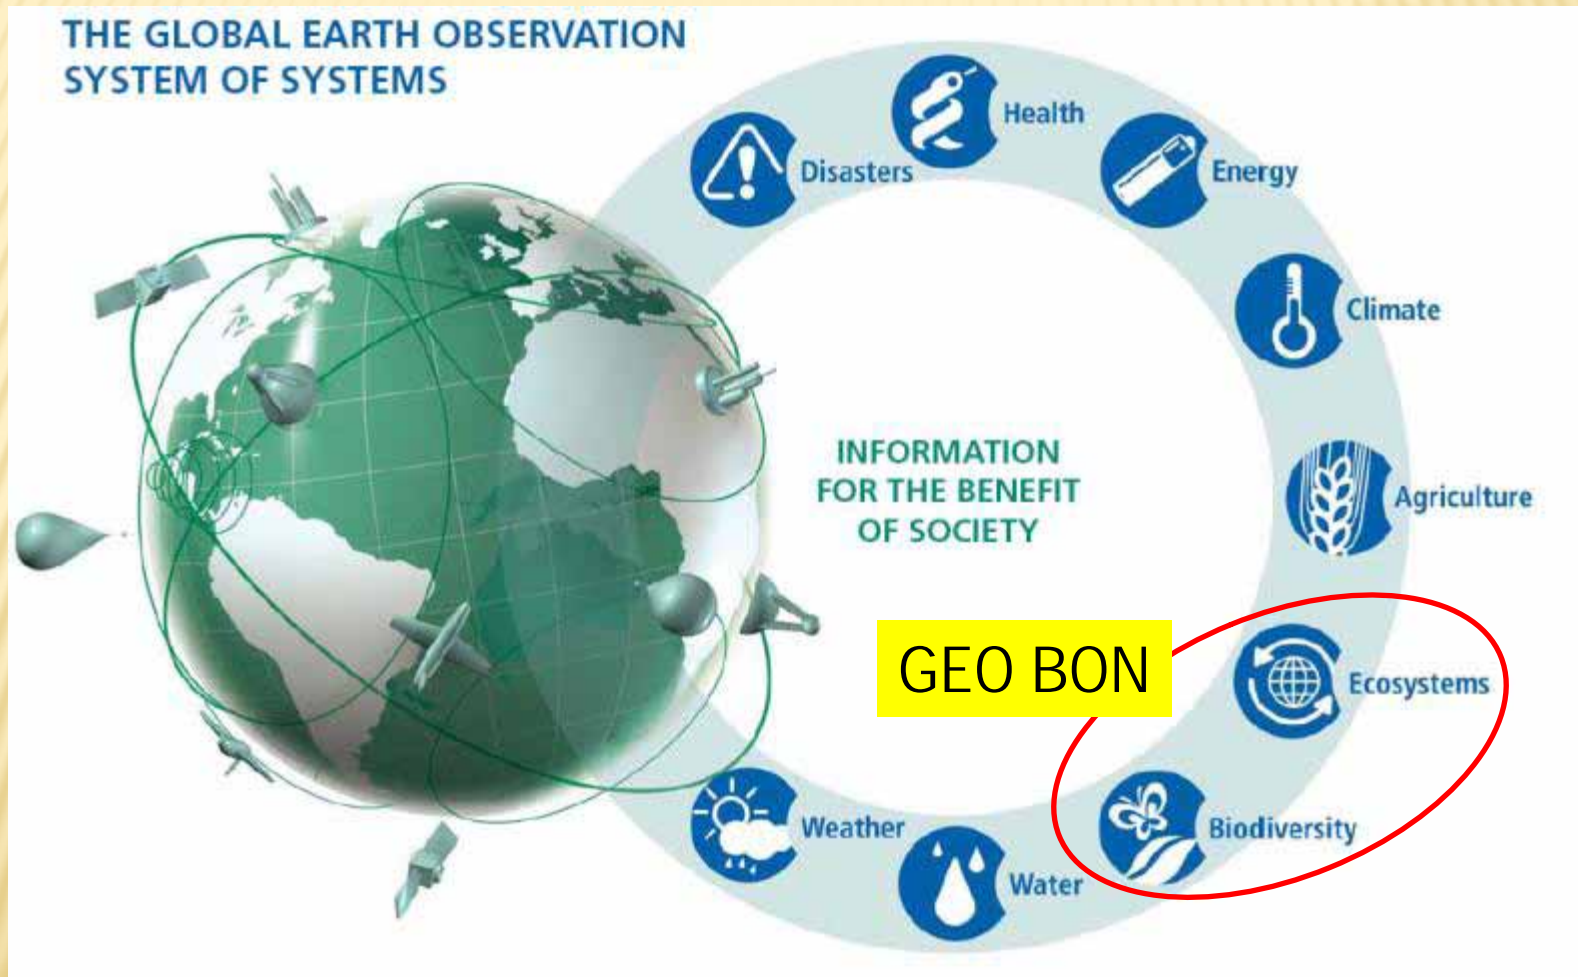 THE GLOBAL EARTH OBSERVATION
SYSTEM OF SYSTEMS
Health
Disasters
Energy
Climate
INFORMATION
FOR THE BENEFIT
OF SOCIETY
Agriculture
GEO BON
Ecosystems
Weather
Biodiversity
Water